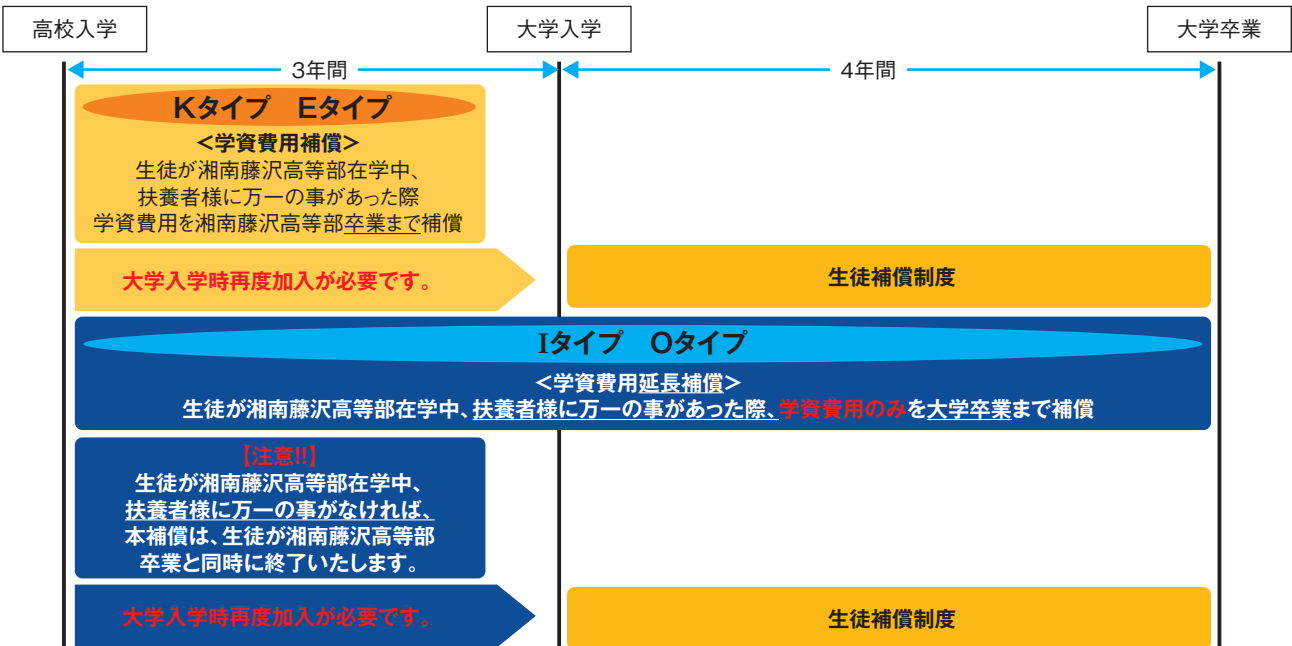 高校入学
大学入学
大学卒業
3年間
4年間
Kタイプ Eタイプ
＜学資費用補償＞
生徒が湘南藤沢高等部在学中、
扶養者様に万一の事があった際
学資費用を湘南藤沢高等部卒業まで補償
大学入学時再度加入が必要です。
生徒補償制度
Iタイプ Oタイプ
＜学資費用延長補償＞
生徒が湘南藤沢高等部在学中、扶養者様に万一の事があった際、学資費用のみを大学卒業まで補償
【注意!!】
生徒が湘南藤沢高等部在学中、
扶養者様に万一の事がなければ、
本補償は、生徒が湘南藤沢高等部
卒業と同時に終了いたします。
大学入学時再度加入が必要です。
生徒補償制度